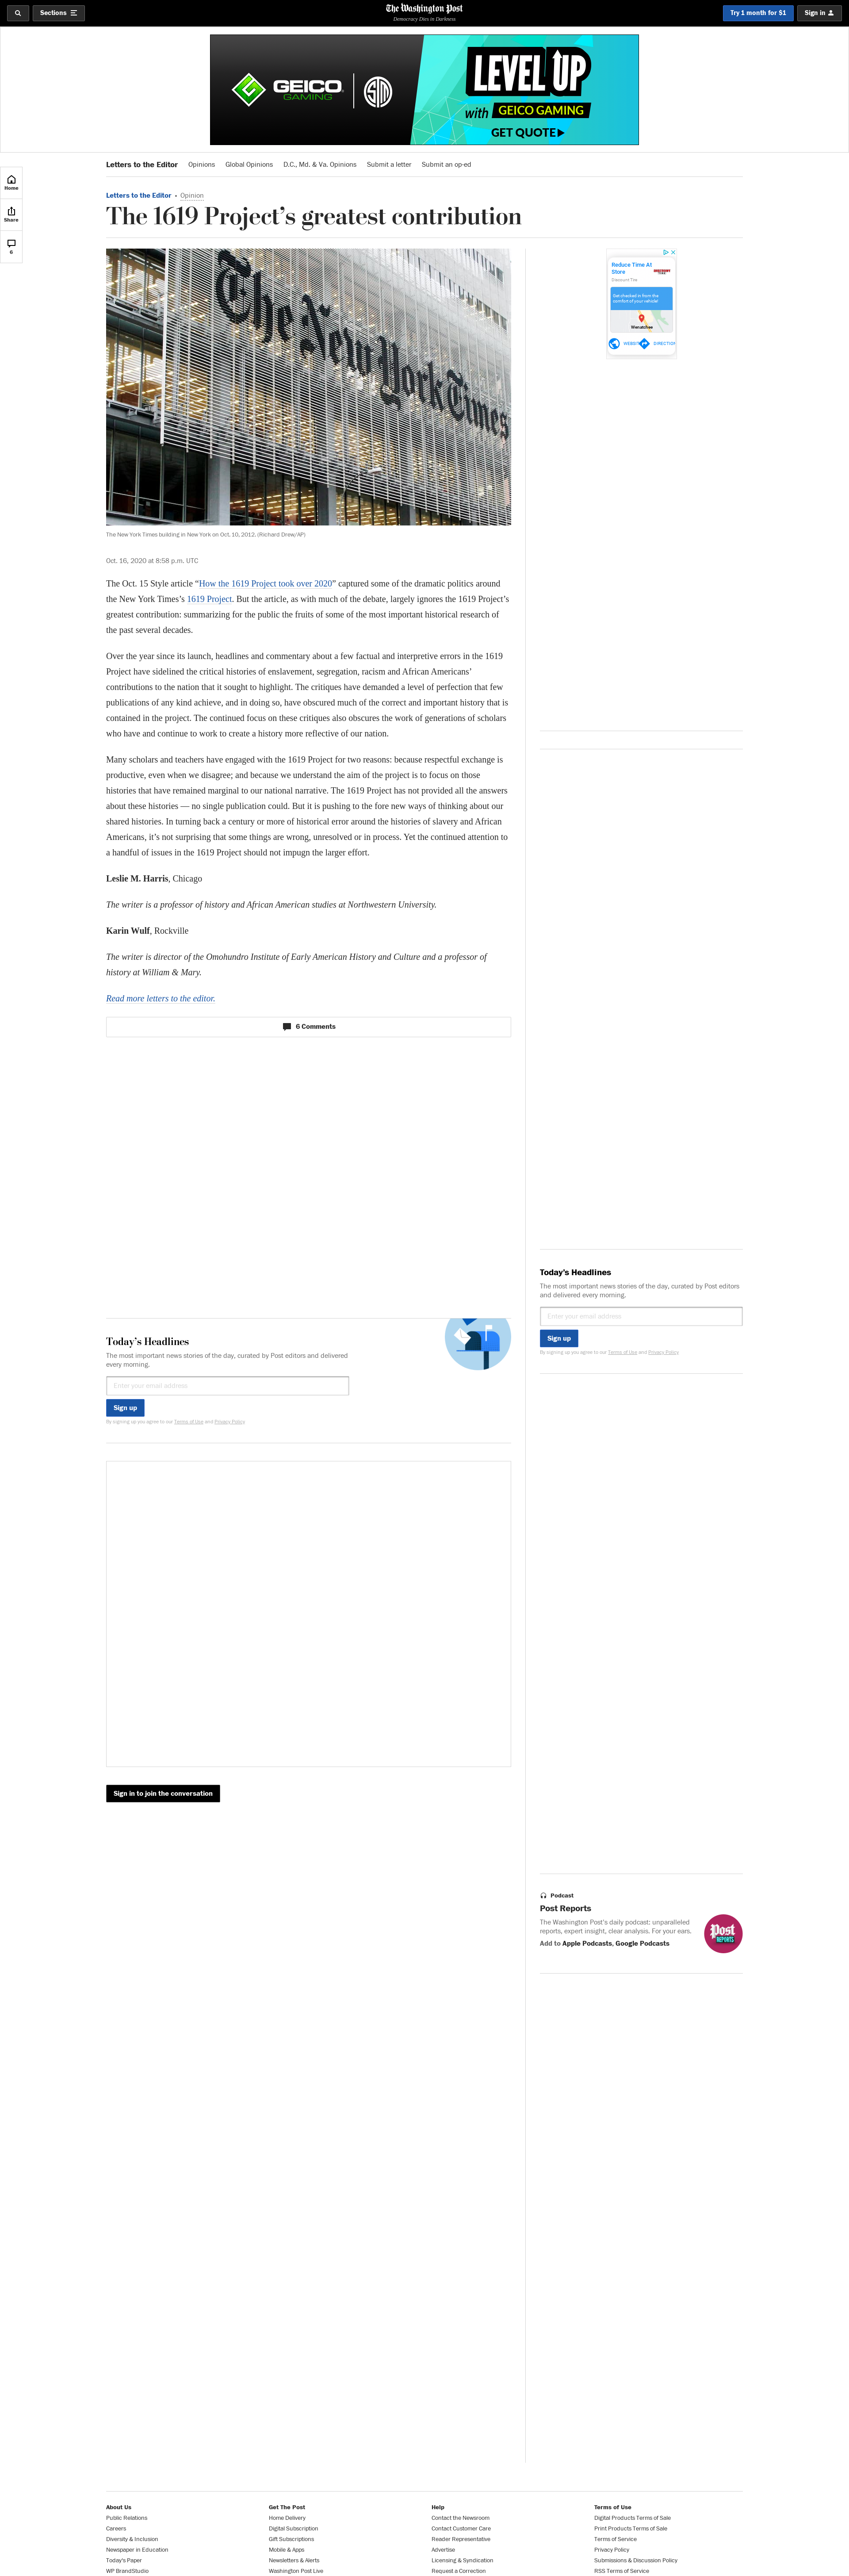 Sections
The Washington Post
Democracy Dies in Darkness
Try 1 month for $1
Sign in
GEICO
GAMING
LEVEL UP
with GEICO GAMING
GET QUOTE
Letters to the Editor
Opinions
Global Opinions
D.C., Md. & Va. Opinions
Submit a letter
Submit an op-ed
Home
Share
6
Letters to the Editor • Opinion
The 1619 Project’s greatest contribution
The New York Times
The New York Times building in New York on Oct. 10, 2012. (Richard Drew/AP)
Oct. 16, 2020 at 8:58 p.m. UTC
The Oct. 15 Style article “How the 1619 Project took over 2020” captured some of the dramatic politics around
the New York Times’s 1619 Project. But the article, as with much of the debate, largely ignores the 1619 Project’s
greatest contribution: summarizing for the public the fruits of some of the most important historical research of
the past several decades.
Over the year since its launch, headlines and commentary about a few factual and interpretive errors in the 1619
Project have sidelined the critical histories of enslavement, segregation, racism and African Americans’
contributions to the nation that it sought to highlight. The critiques have demanded a level of perfection that few
publications of any kind achieve, and in doing so, have obscured much of the correct and important history that is
contained in the project. The continued focus on these critiques also obscures the work of generations of scholars
who have and continue to work to create a history more reflective of our nation.
Many scholars and teachers have engaged with the 1619 Project for two reasons: because respectful exchange is
productive, even when we disagree; and because we understand the aim of the project is to focus on those
histories that have remained marginal to our national narrative. The 1619 Project has not provided all the answers
about these histories — no single publication could. But it is pushing to the fore new ways of thinking about our
shared histories. In turning back a century or more of historical error around the histories of slavery and African
Americans, it’s not surprising that some things are wrong, unresolved or in process. Yet the continued attention to
a handful of issues in the 1619 Project should not impugn the larger effort.
Leslie M. Harris, Chicago
The writer is a professor of history and African American studies at Northwestern University.
Karin Wulf, Rockville
The writer is director of the Omohundro Institute of Early American History and Culture and a professor of
history at William & Mary.
Read more letters to the editor.
6 Comments
Today’s Headlines
The most important news stories of the day, curated by Post editors and delivered
every morning.
Enter your email address
Sign up
By signing up you agree to our Terms of Use and Privacy Policy
Sign in to join the conversation
Reduce Time At
Store
Discount Tire
DISCOUNT
TIRE
Get checked in from the
comfort of your vehicle!
Wenatchee
WEBSITE
DIRECTION
Today’s Headlines
The most important news stories of the day, curated by Post editors
and delivered every morning.
Enter your email address
Sign up
By signing up you agree to our Terms of Use and Privacy Policy
Podcast
Post Reports
The Washington Post's daily podcast: unparalleled
reports, expert insight, clear analysis. For your ears.
Add to Apple Podcasts, Google Podcasts
Post
REPORTS
About Us
Public Relations
Careers
Diversity & Inclusion
Newspaper in Education
Today's Paper
WP BrandStudio
Get The Post
Home Delivery
Digital Subscription
Gift Subscriptions
Mobile & Apps
Newsletters & Alerts
Washington Post Live
Help
Contact the Newsroom
Contact Customer Care
Reader Representative
Advertise
Licensing & Syndication
Request a Correction
Terms of Use
Digital Products Terms of Sale
Print Products Terms of Sale
Terms of Service
Privacy Policy
Submissions & Discussion Policy
RSS Terms of Service